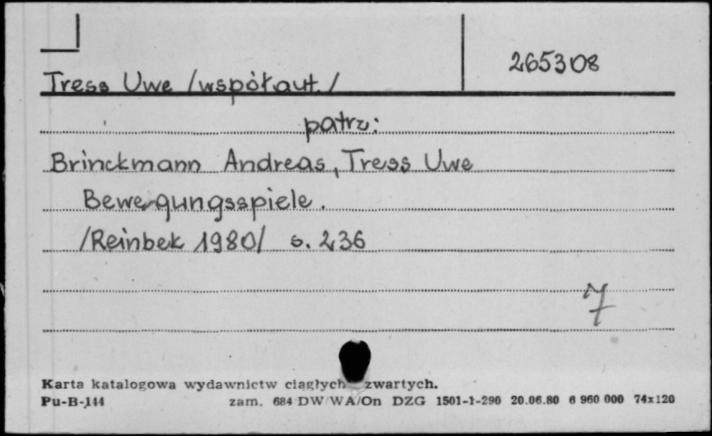 265308
Tress Uwe /współaut./
patrz:
Brinckmann Andreas, Tress Uwe
Bewegungsspiele.
/Reinbek 1980/ s. 236
7
Karta katalogowa wydawnictw ciągłych zwartych.
Pu-B-144 zam. 684 DW/WA/On DZG 1501-1-290 20.06.80 6 960 000 74x120